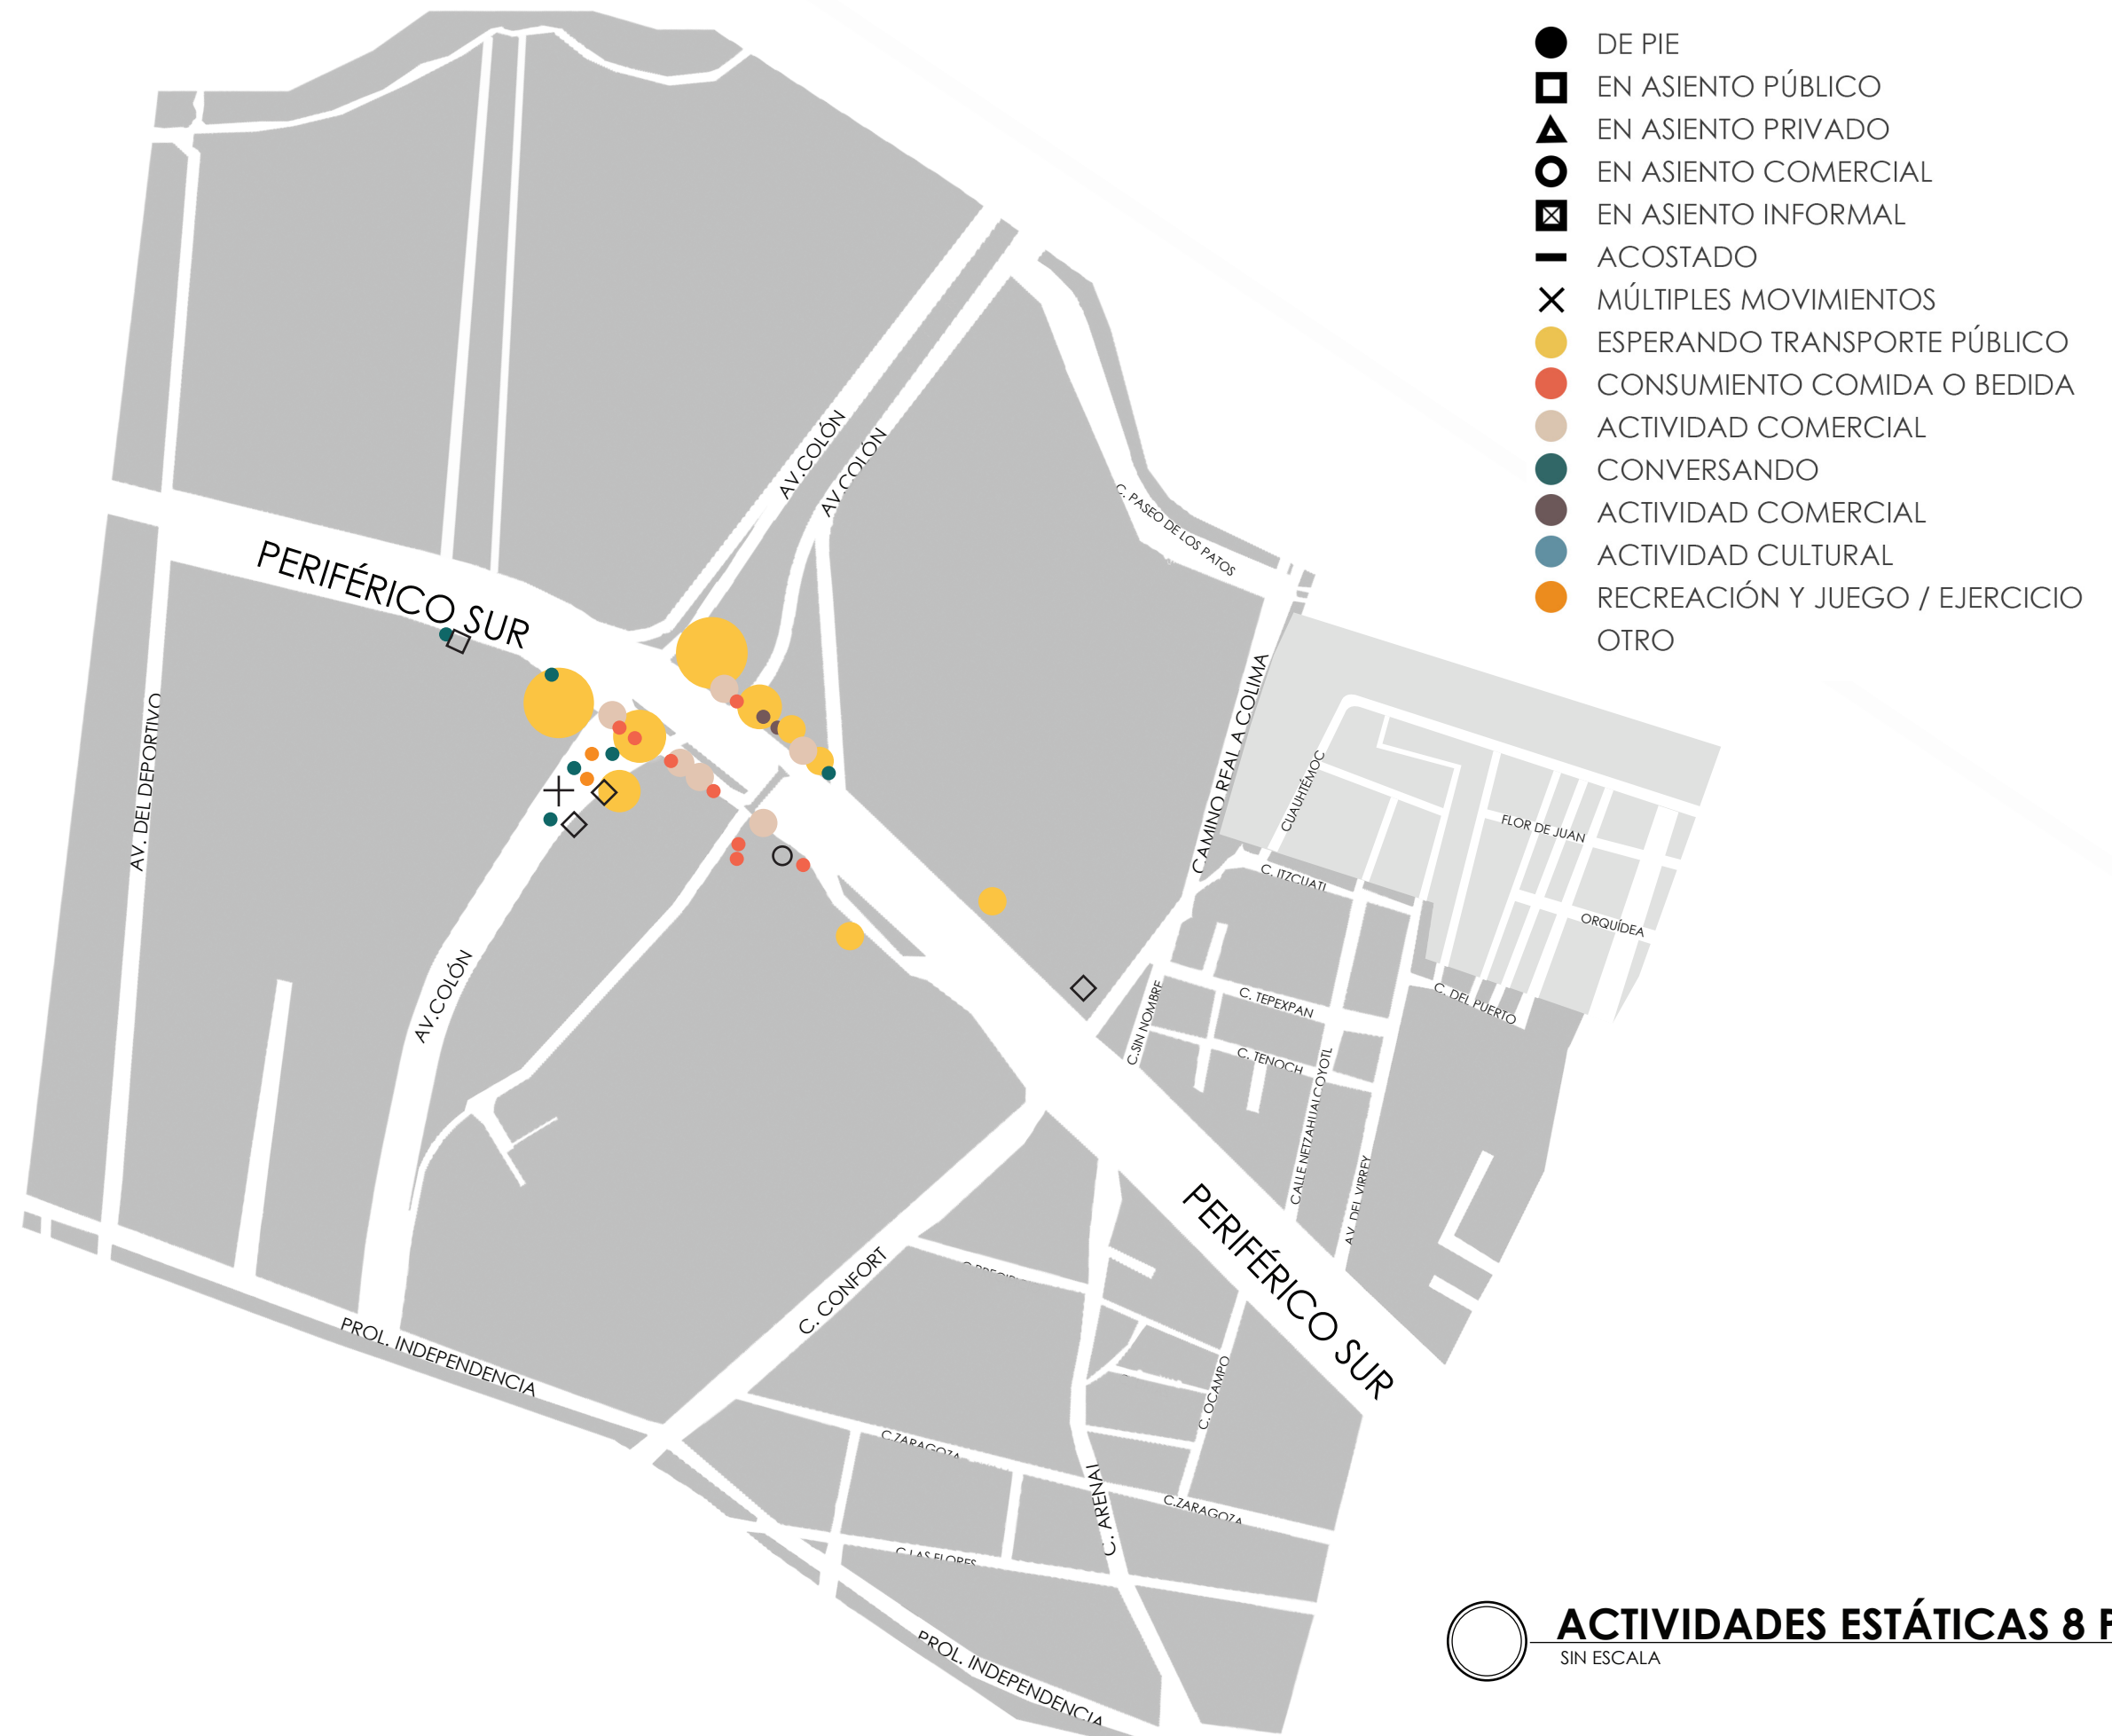 DE PIE
EN ASIENTO PÚBLICO
EN ASIENTO PRIVADO
EN ASIENTO COMERCIAL
EN ASIENTO INFORMAL
ACOSTADO
MÚLTIPLES MOVIMIENTOS
ESPERANDO TRANSPORTE PÚBLICO
CONSUMIENTO COMIDA O BEDIDA
ACTIVIDAD COMERCIAL
CONVERSANDO
ACTIVIDAD COMERCIAL
ACTIVIDAD CULTURAL
RECREACIÓN Y JUEGO / EJERCICIO
OTRO
AV.COLÓN
AV.COLÓN
C. PASEO DE LOS PATOS
PERIFÉRICO SUR
AV. DEL DEPORTIVO
CAMINO REAL A COLIMA
CUAUHTÉMOC
FLOR DE JUAN
C. ITZCUATL
ORQUÍDEA
AV.COLÓN
C.SIN NOMBRE
C. TEPEXPAN
C. DEL PUERTO
C. TENOCH
CALLE NETZAHUALCOYOTL
AV. DEL VIRREY
PERIFÉRICO SUR
C. CONFORT
PROL. INDEPENDENCIA
C. OCAMPO
C.ZARAGOZA
C. ARENAL
C.ZARAGOZA
C.LAS FLORES
PROL. INDEPENDENCIA
ACTIVIDADES ESTÁTICAS 8 P
SIN ESCALA